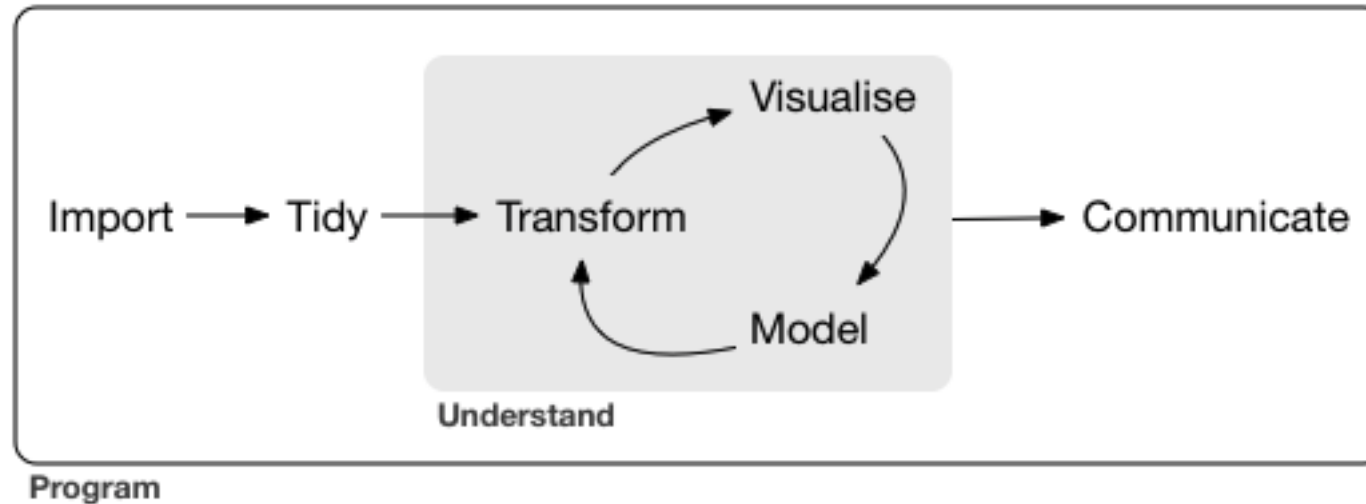 Visualise
Import
Tidy
Transform
Communicate
Model
Understand
Program